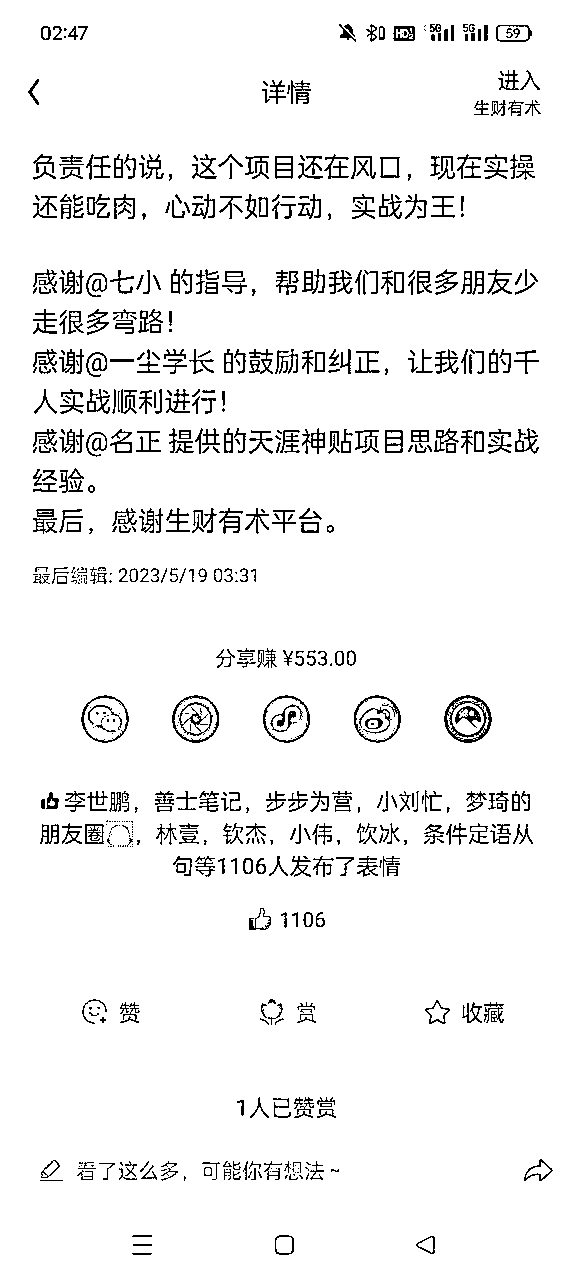 02:47
HD 5G 5G 59
详情
进入
生财有术
负责任的说，这个项目还在风口，现在实操
还能吃肉，心动不如行动，实战为王！
感谢@七小 的指导，帮助我们和很多朋友少
走很多弯路！
感谢@一尘学长 的鼓励和纠正，让我们的千
人实战顺利进行！
感谢@名正 提供的天涯神贴项目思路和实战
经验。
最后，感谢生财有术平台。
最后编辑: 2023/5/19 03:31
分享赚 ¥553.00
李世鹏，善士笔记，步步为营，小刘忙，梦琦的
朋友圈，林壹，钦杰，小伟，饮冰，条件定语从
句等1106人发布了表情
1106
赞
赏
收藏
1人已赞赏
看了这么多，可能你有想法~